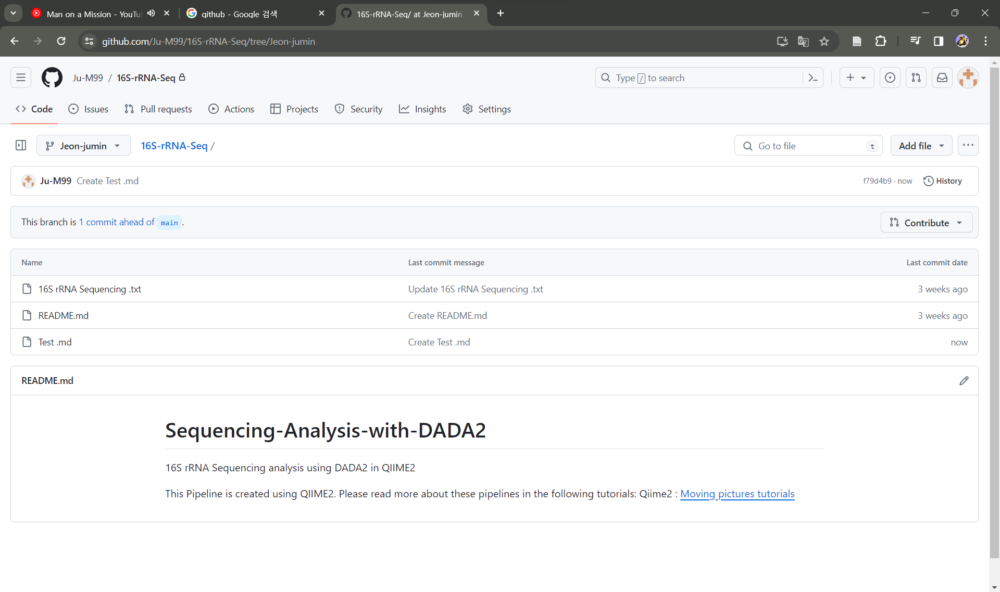 Man on a Mission - YouTu
github - Google 검색
16S-rRNA-Seq/ at Jeon-jumin
github.com/Ju-M99/16S-rRNA-Seq/tree/Jeon-jumin
Ju-M99 / 16S-rRNA-Seq
Type / to search
Code Issues Pull requests Actions Projects Security Insights Settings
Jeon-jumin 16S-rRNA-Seq / Go to file t Add file
Ju-M99 Create Test .md f79d4b9 · now History
This branch is 1 commit ahead of main . Contribute
Name Last commit message Last commit date
16S rRNA Sequencing .txt Update 16S rRNA Sequencing .txt 3 weeks ago
README.md Create README.md 3 weeks ago
Test .md Create Test .md now
README.md
Sequencing-Analysis-with-DADA2
16S rRNA Sequencing analysis using DADA2 in QIIME2
This Pipeline is created using QIIME2. Please read more about these pipelines in the following tutorials: Qiime2 : Moving pictures tutorials